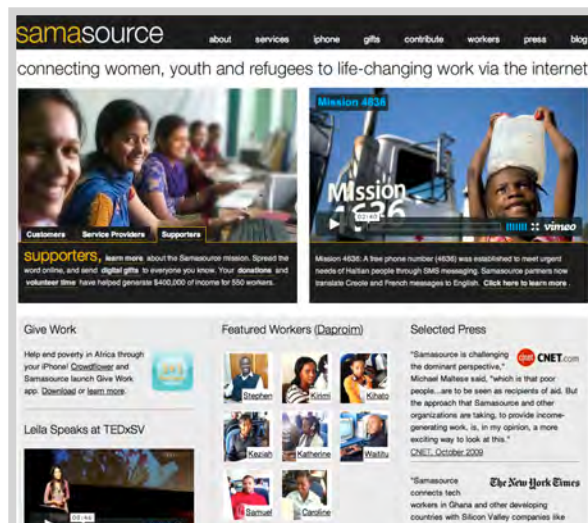 samasource
about services iphone gifts contribute workers press blog
connecting women, youth and refugees to life-changing work via the internet
Customers Service Providers Supporters
supporters, learn more about the Samasource mission. Spread the
word online, and send digital gifts to everyone you know. Your donations and
volunteer time have helped generate $400,000 of income for 550 workers.
Mission 4636
Mission
4636
02:40
vimeo
Mission 4636: A free phone number (4636) was established to meet urgent
needs of Haitian people through SMS messaging. Samasource partners now
translate Creole and French messages to English. Click here to learn more .
Give Work
Help end poverty in Africa through
your iPhone! Crowdflower and
Samasource launch Give Work
app. Download or learn more.
Leila Speaks at TEDxSV
Featured Workers (Daproim)
Stephen Kirimi Kihato
Keziah Katherine Waititu
Samuel Caroline
Selected Press
"Samasource is challenging
the dominant perspective,"
cnet CNET.com
Michael Maltese said, "which is that poor
people...are to be seen as recipients of aid. But
the approach that Samasource and other
organizations are taking, to provide income-
generating work, is, in my opinion, a more
exciting way to look at this."
CNET, October 2009
"Samasource
connects tech
The New York Times
workers in Ghana and other developing
countries with Silicon Valley companies like